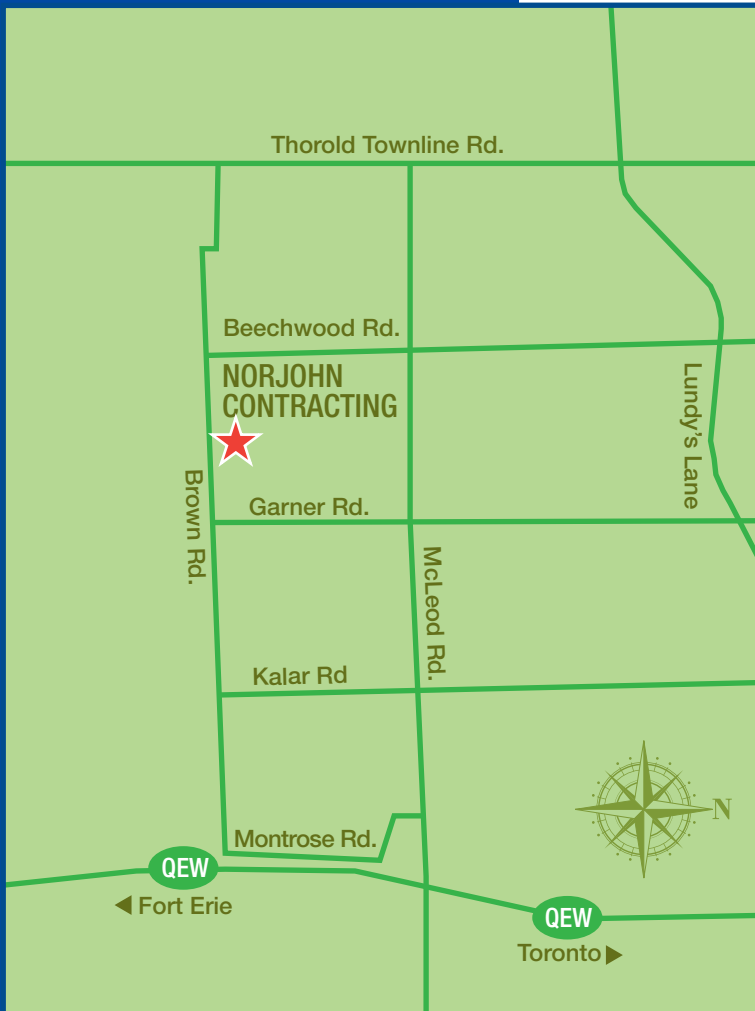 Thorold Townline Rd.
Beechwood Rd.
NORJOHN
CONTRACTING
Lundy's Lane
Brown Rd.
Garner Rd.
McLeod Rd.
Kalar Rd
N
Montrose Rd.
QEW
Fort Erie
QEW
Toronto